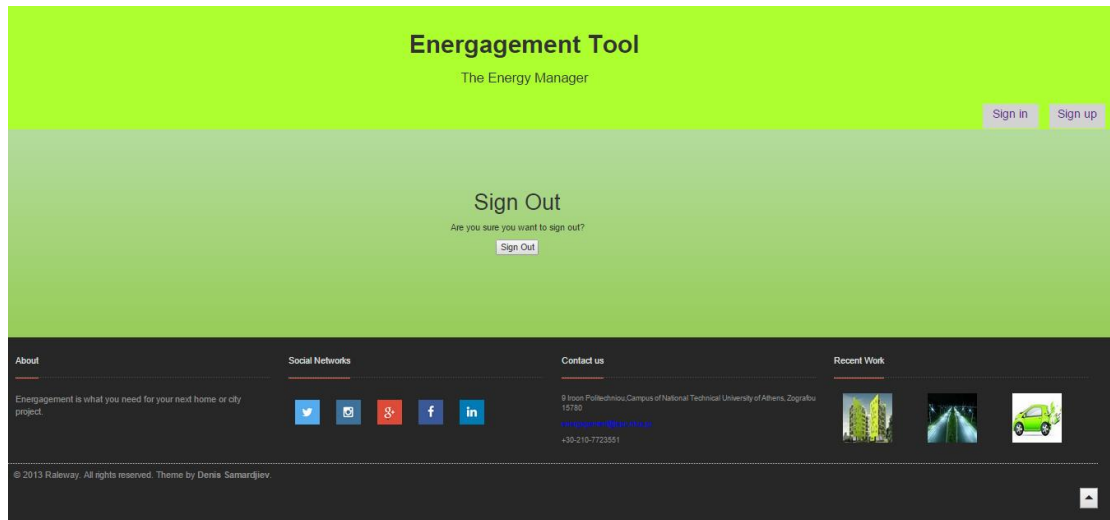 Energagement Tool
The Energy Manager
Sign in Sign up
Sign Out
Are you sure you want to sign out?
Sign Out
About
Energagement is what you need for your next home or city
project.
Social Networks
8+ f in
Contact us
9 Iroon Politechniou,Campus of National Technical University of Athens, Zografou
15780
+30-210-7723551
Recent Work
© 2013 Raleway. All rights reserved. Theme by Denis Samardjiev.